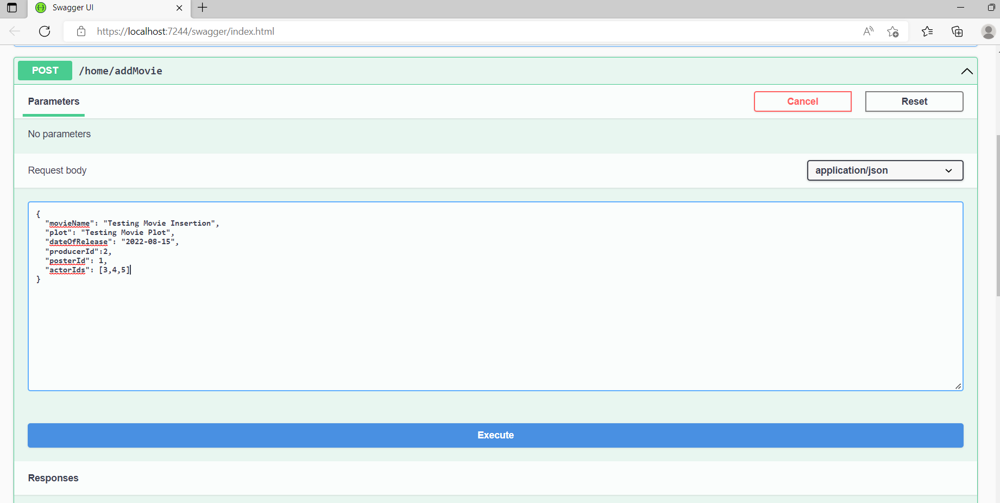 Swagger UI
https://localhost:7244/swagger/index.html
POST /home/addMovie
Parameters
Cancel
Reset
No parameters
Request body
application/json
{
"movieName": "Testing Movie Insertion",
"plot": "Testing Movie Plot",
"dateOfRelease": "2022-08-15",
"producerId":2,
"posterId": 1,
"actorIds": [3,4,5]
}
Execute
Responses